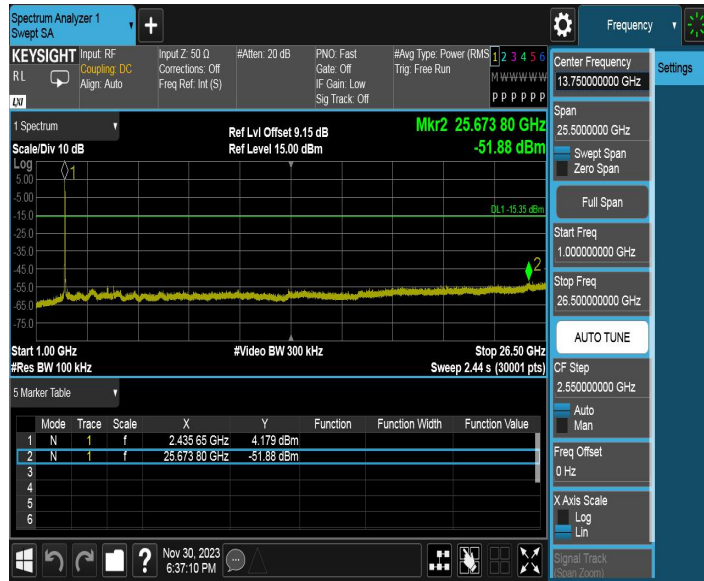 Spectrum Analyzer 1
Swept SA
+
Frequency
KEYSIGHT
RL
LXI
Input: RF
Coupling: DC
Align: Auto
Input Z: 50 Ω
Corrections: Off
Freq Ref: Int (S)
#Atten: 20 dB
PNO: Fast
Gate: Off
IF Gain: Low
Sig Track: Off
#Avg Type: Power (RMS
Trig: Free Run
1 2 3 4 5 6
M W W W W W
P P P P P P
1 Spectrum
Scale/Div 10 dB
Ref Lvl Offset 9.15 dB
Ref Level 15.00 dBm
Mkr2 25.673 80 GHz
-51.88 dBm
Log
5.00
-5.00
-15.0
-25.0
-35.0
-45.0
-55.0
-65.0
-75.0
1
DL1 -15.35 dBm
2
Start 1.00 GHz
#Res BW 100 kHz
#Video BW 300 kHz
Stop 26.50 GHz
Sweep 2.44 s (30001 pts)
5 Marker Table
Mode Trace Scale X Y Function Function Width Function Value
1 N 1 f 2.435 65 GHz 4.179 dBm
2 N 1 f 25.673 80 GHz -51.88 dBm
3
4
5
6
Nov 30, 2023
6:37:10 PM
Center Frequency
13.750000000 GHz
Span
25.5000000 GHz
Swept Span
Zero Span
Full Span
Start Freq
1.000000000 GHz
Stop Freq
26.500000000 GHz
AUTO TUNE
CF Step
2.550000000 GHz
Auto
Man
Freq Offset
0 Hz
X Axis Scale
Log
Lin
Signal Track
(Span Zoom)
Settings